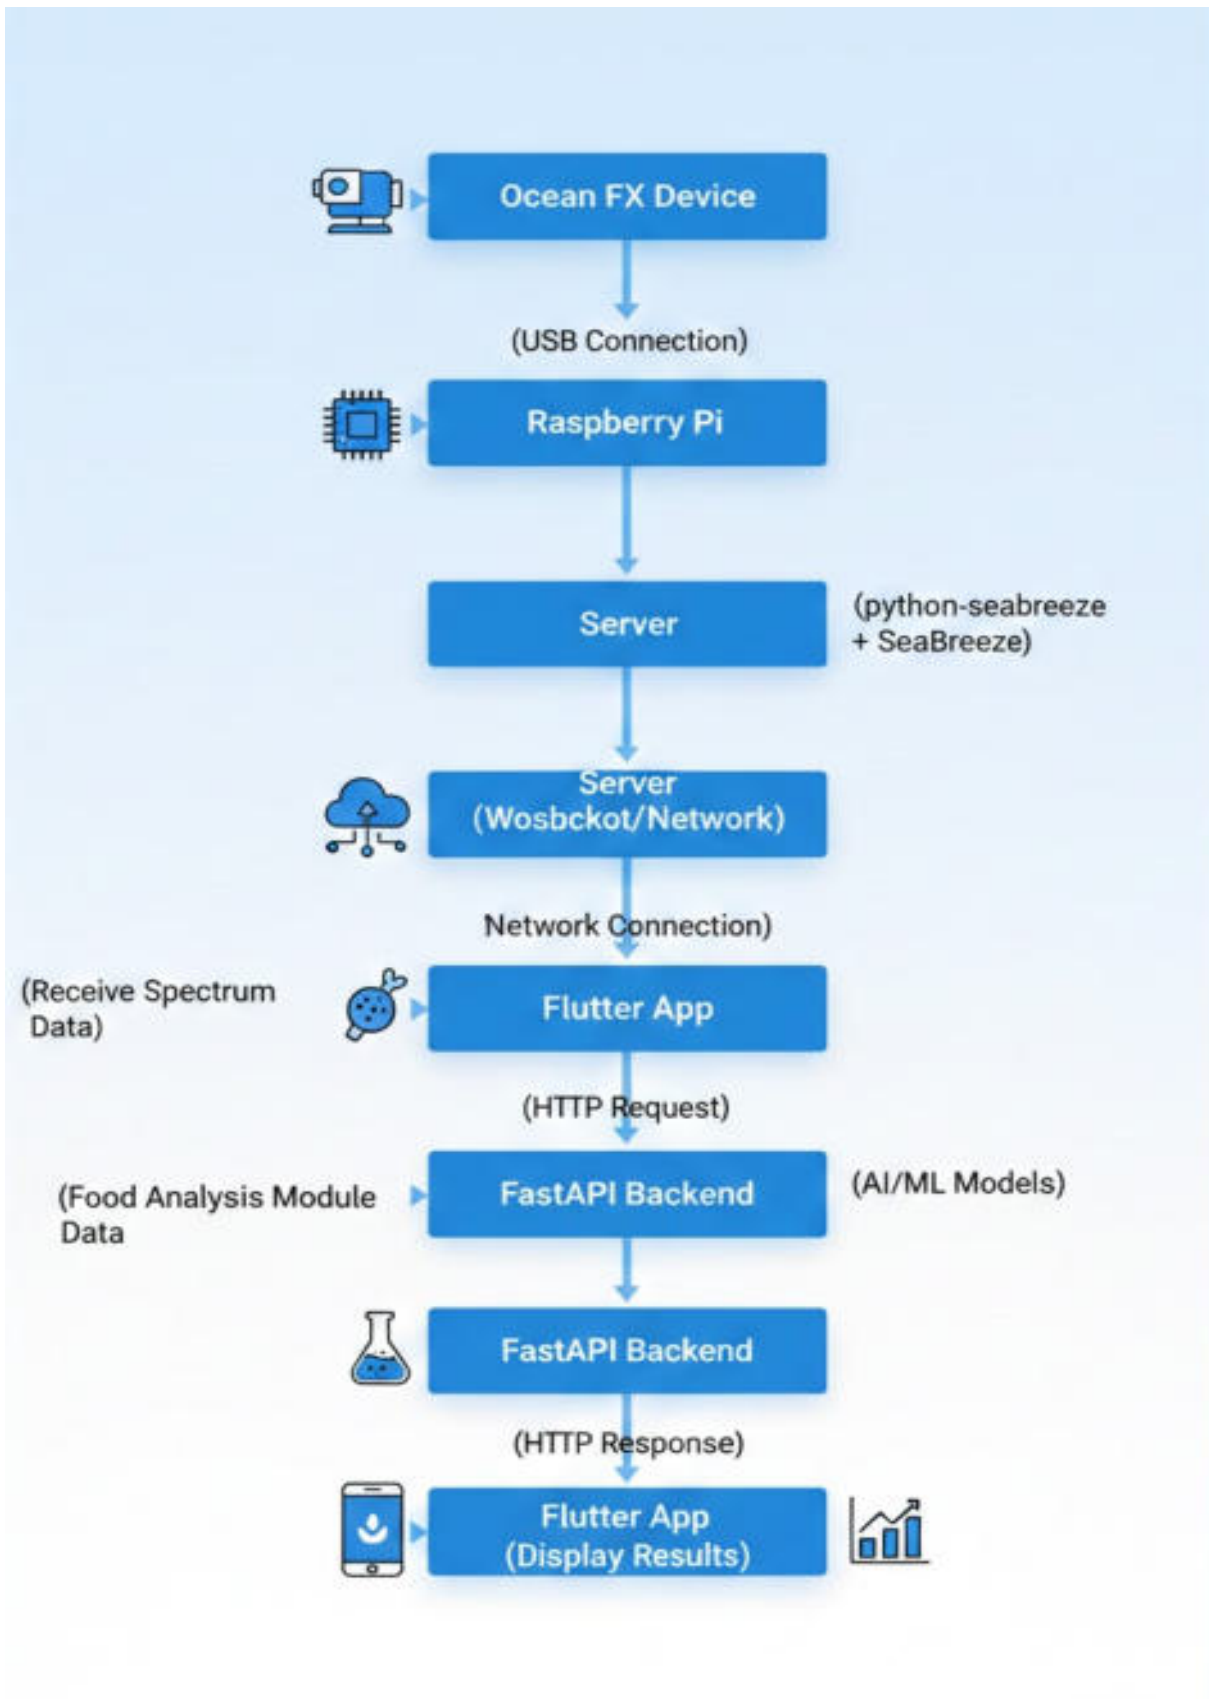 Ocean FX Device
(USB Connection)
Raspberry Pi
Server
(python-seabreeze
+ SeaBreeze)
Server
(Wosbckot/Network)
Network Connection)
(Receive Spectrum
Data)
Flutter App
(HTTP Request)
(Food Analysis Module
Data
FastAPI Backend
(AI/ML Models)
FastAPI Backend
(HTTP Response)
Flutter App
(Display Results)